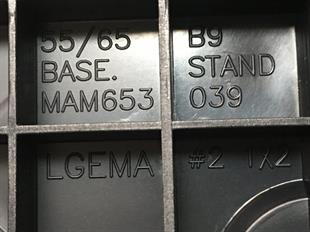 55/65
BASE.
MAM653
B9
STAND
039
LGEMA #2 1X2